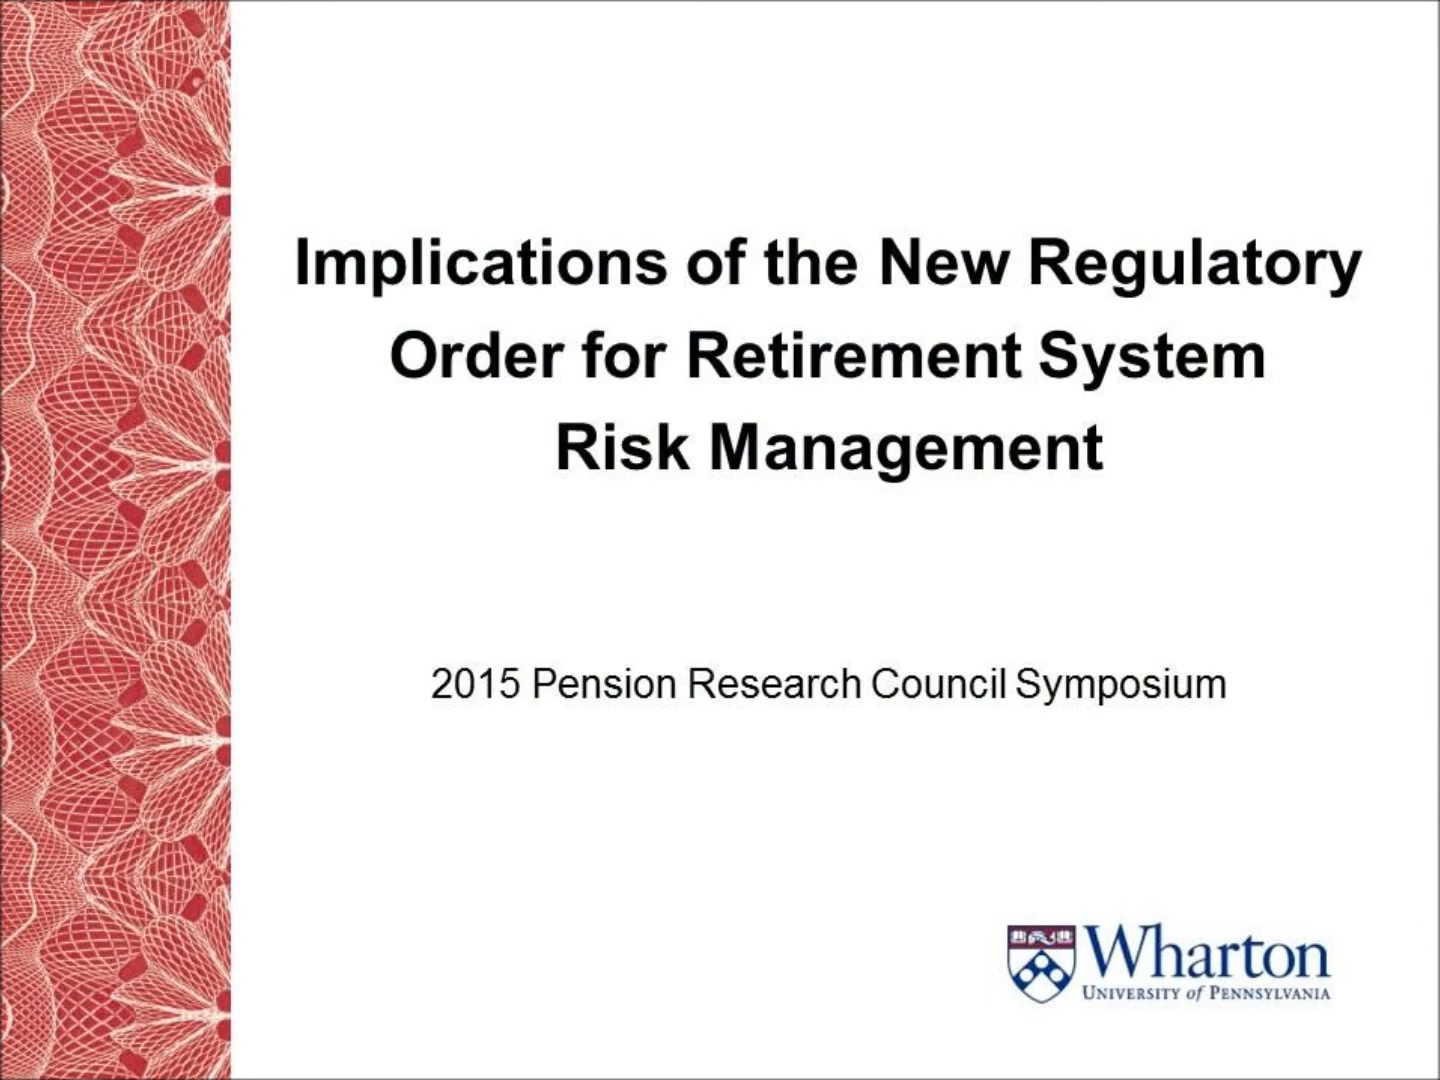 Implications of the New Regulatory
Order for Retirement System
Risk Management
2015 Pension Research Council Symposium
Wharton
UNIVERSITY of PENNSYLVANIA